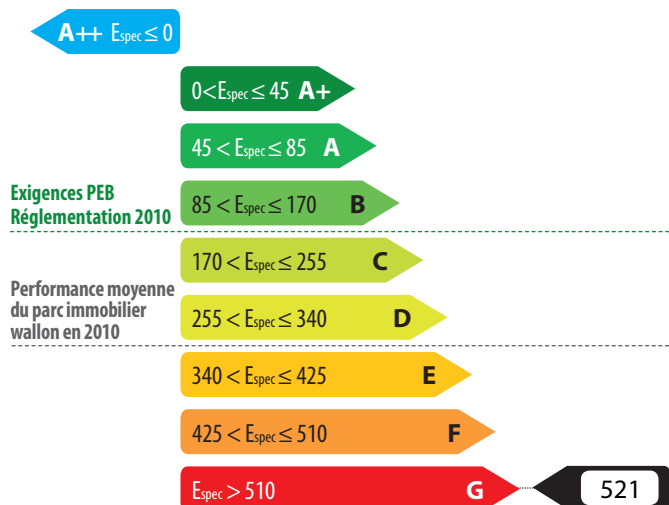 A++ Espec ≤ 0
0<Espec ≤ 45 A+
45 < Espec ≤ 85 A
Exigences PEB
Réglementation 2010
85 < Espec ≤ 170 B
170 < Espec ≤ 255 C
Performance moyenne
du parc immobilier
wallon en 2010
255 < Espec ≤ 340 D
340 < Espec ≤ 425 E
425 < Espec ≤ 510 F
Espec > 510 G 521